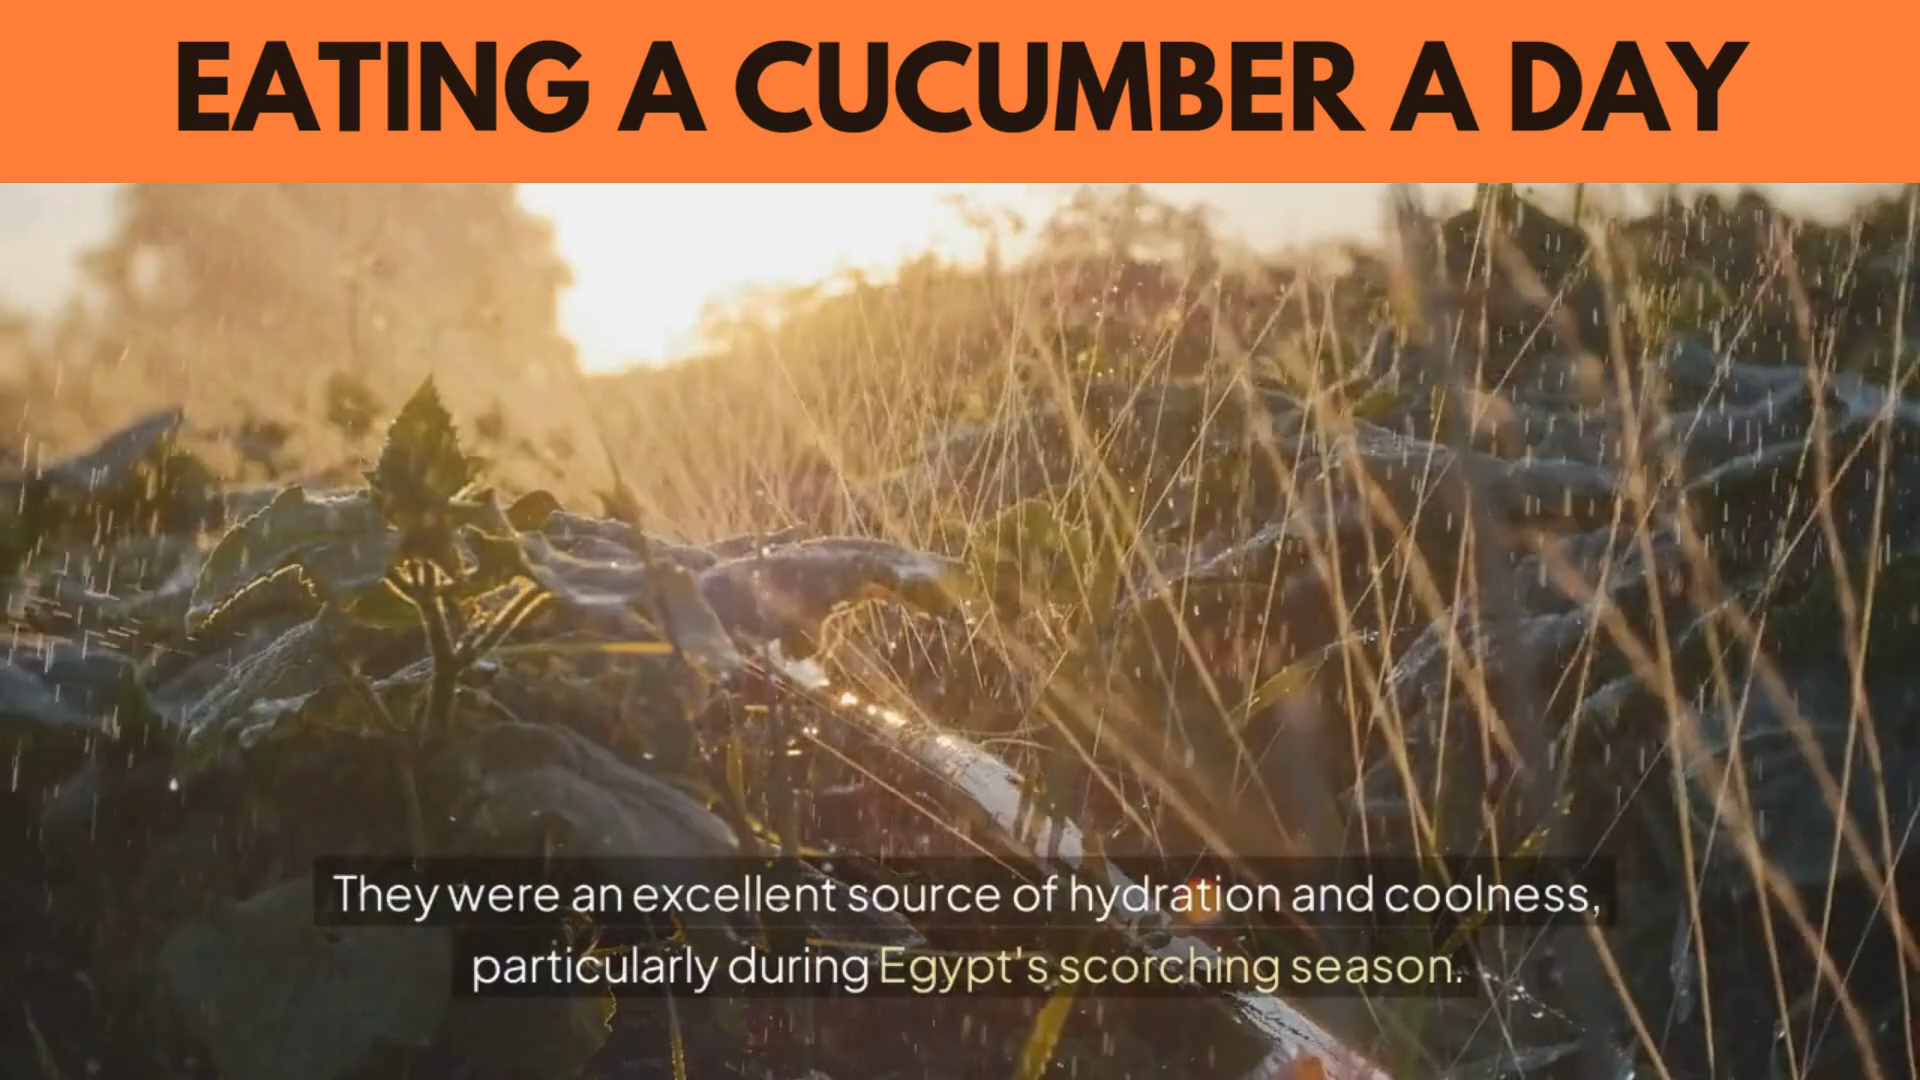 EATING A CUCUMBER A DAY
They were an excellent source of hydration and coolness,
particularly during Egypt's scorching season.